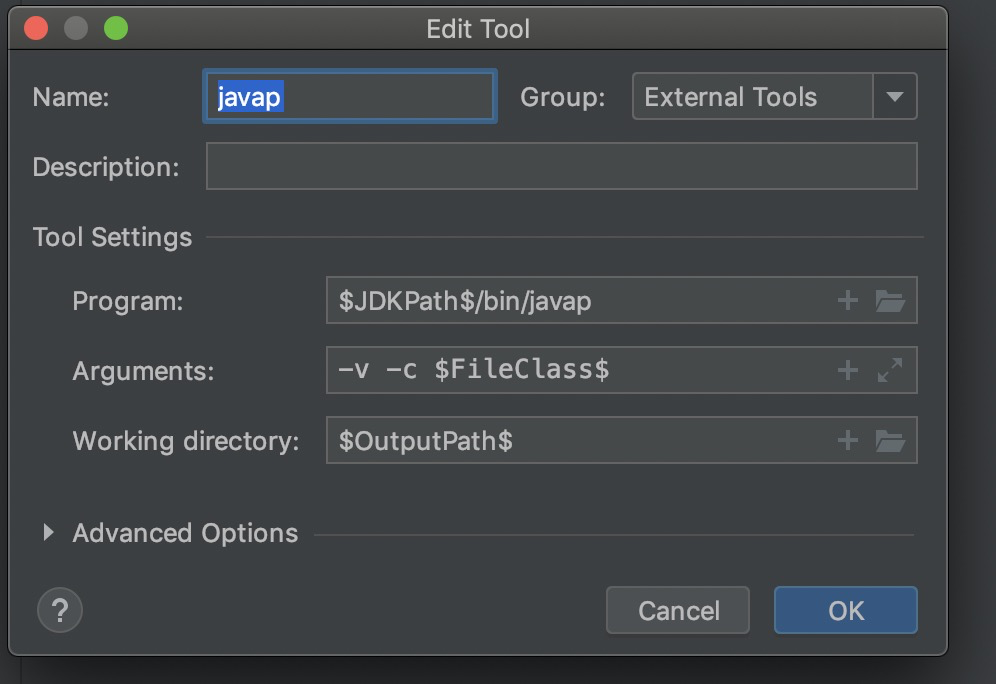 Edit Tool
Name: javap Group: External Tools
Description:
Tool Settings
Program: $JDKPath$/bin/javap
Arguments: -v -c $FileClass$
Working directory: $OutputPath$
Advanced Options
? Cancel OK